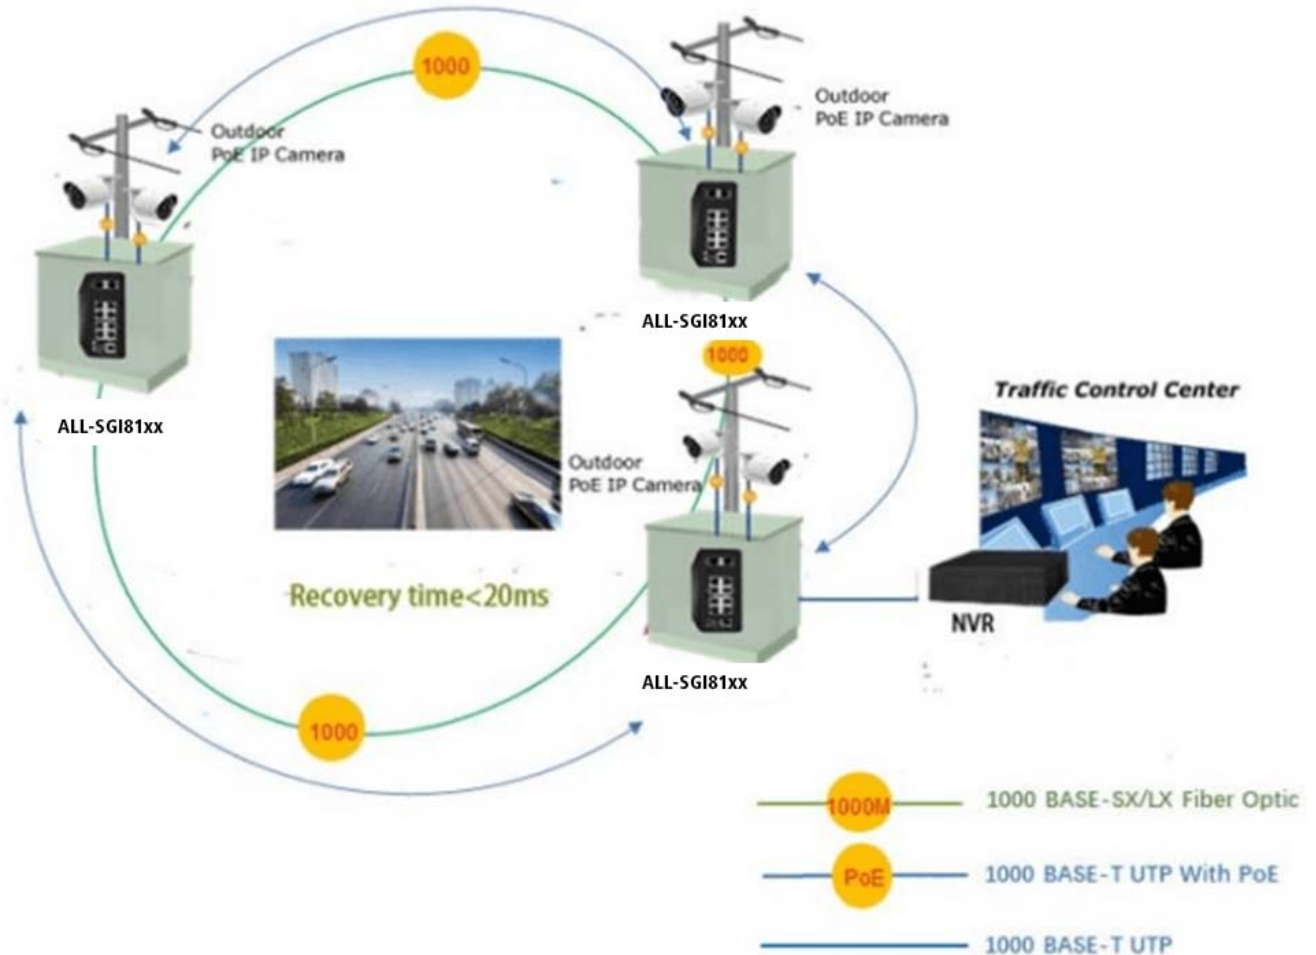 1000
Outdoor
PoE IP Camera
Outdoor
PoE IP Camera
ALL-SGI81xx
1000
Traffic Control Center
ALL-SGI81xx
Outdoor
PoE IP Camera
Recovery time<20ms
NVR
ALL-SGI81xx
1000
1000M
1000 BASE-SX/LX Fiber Optic
PoE
1000 BASE-T UTP With PoE
1000 BASE-T UTP